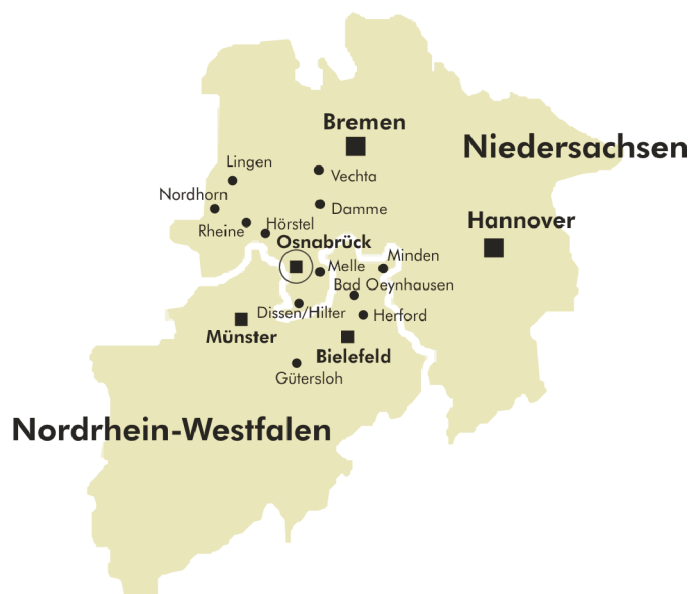 Bremen
Niedersachsen
Lingen
Vechta
Nordhorn
Damme
Hannover
Rheine
Hörstel
Osnabrück
Minden
Melle
Bad Oeynhausen
Dissen/Hilter
Herford
Münster
Bielefeld
Gütersloh
Nordrhein-Westfalen